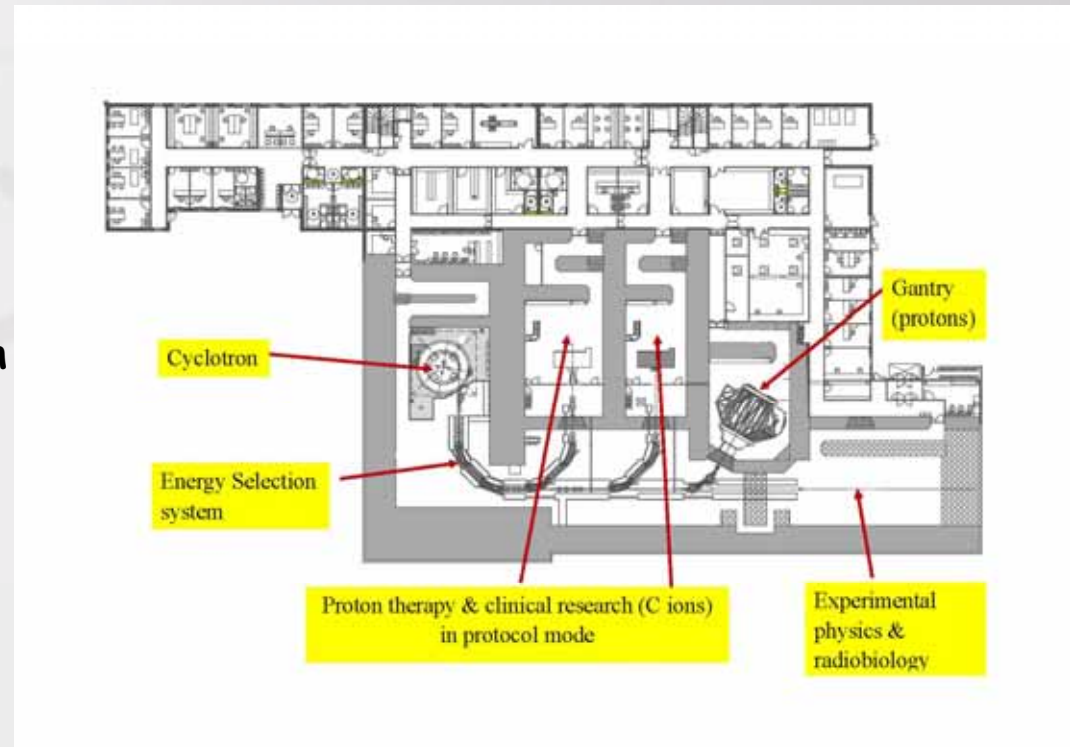 Gantry
(protons)
Cyclotron
Energy Selection
system
Proton therapy & clinical research (C ions)
in protocol mode
Experimental
physics &
radiobiology